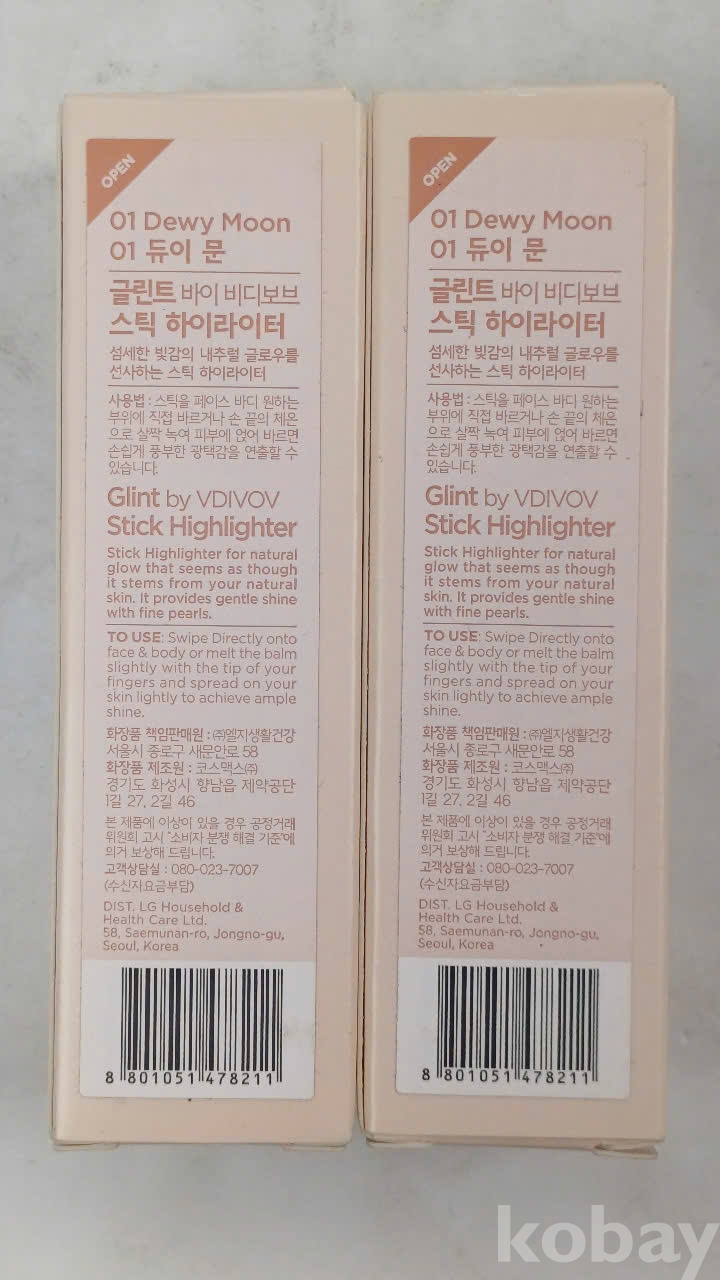 OPEN
01 Dewy Moon
01 듀이 문
글린트 바이 비디보브
스틱 하이라이터
섬세한 빛감의 내추럴 글로우를
선사하는 스틱 하이라이터
사용법 : 스틱을 페이스 바디 원하는
부위에 직접 바르거나 손 끝의 체온
으로 살짝 녹여 피부에 얹어 바르면
손쉽게 풍부한 광택감을 연출할 수
있습니다.
Glint by VDIVOV
Stick Highlighter
Stick Highlighter for natural
glow that seems as though
it stems from your natural
skin. It provides gentle shine
with fine pearls.
TO USE: Swipe Directly onto
face & body or melt the balm
slightly with the tip of your
fingers and spread on your
skin lightly to achieve ample
shine.
화장품 책임판매원 : ㈜엘지생활건강
서울시 종로구 새문안로 58
화장품 제조원 : 코스맥스㈜
경기도 화성시 향남읍 제약공단
1길 27, 2길 46
본 제품에 이상이 있을 경우 공정거래
위원회 고시 "소비자 분쟁 해결 기준"에
의거 보상해 드립니다.
고객상담실 : 080-023-7007
(수신자요금부담)
DIST. LG Household &
Health Care Ltd.
58, Saemunan-ro, Jongno-gu,
Seoul, Korea
8 801051 478211
OPEN
01 Dewy Moon
01 듀이 문
글린트 바이 비디보브
스틱 하이라이터
섬세한 빛감의 내추럴 글로우를
선사하는 스틱 하이라이터
사용법 : 스틱을 페이스 바디 원하는
부위에 직접 바르거나 손 끝의 체온
으로 살짝 녹여 피부에 얹어 바르면
손쉽게 풍부한 광택감을 연출할 수
있습니다.
Glint by VDIVOV
Stick Highlighter
Stick Highlighter for natural
glow that seems as though
it stems from your natural
skin. It provides gentle shine
with fine pearls.
TO USE: Swipe Directly onto
face & body or melt the balm
slightly with the tip of your
fingers and spread on your
skin lightly to achieve ample
shine.
화장품 책임판매원 : ㈜엘지생활건강
서울시 종로구 새문안로 58
화장품 제조원 : 코스맥스㈜
경기도 화성시 향남읍 제약공단
1길 27, 2길 46
본 제품에 이상이 있을 경우 공정거래
위원회 고시 "소비자 분쟁 해결 기준"에
의거 보상해 드립니다.
고객상담실 : 080-023-7007
(수신자요금부담)
DIST. LG Household &
Health Care Ltd.
58, Saemunan-ro, Jongno-gu,
Seoul, Korea
8 801051 478211
kobay